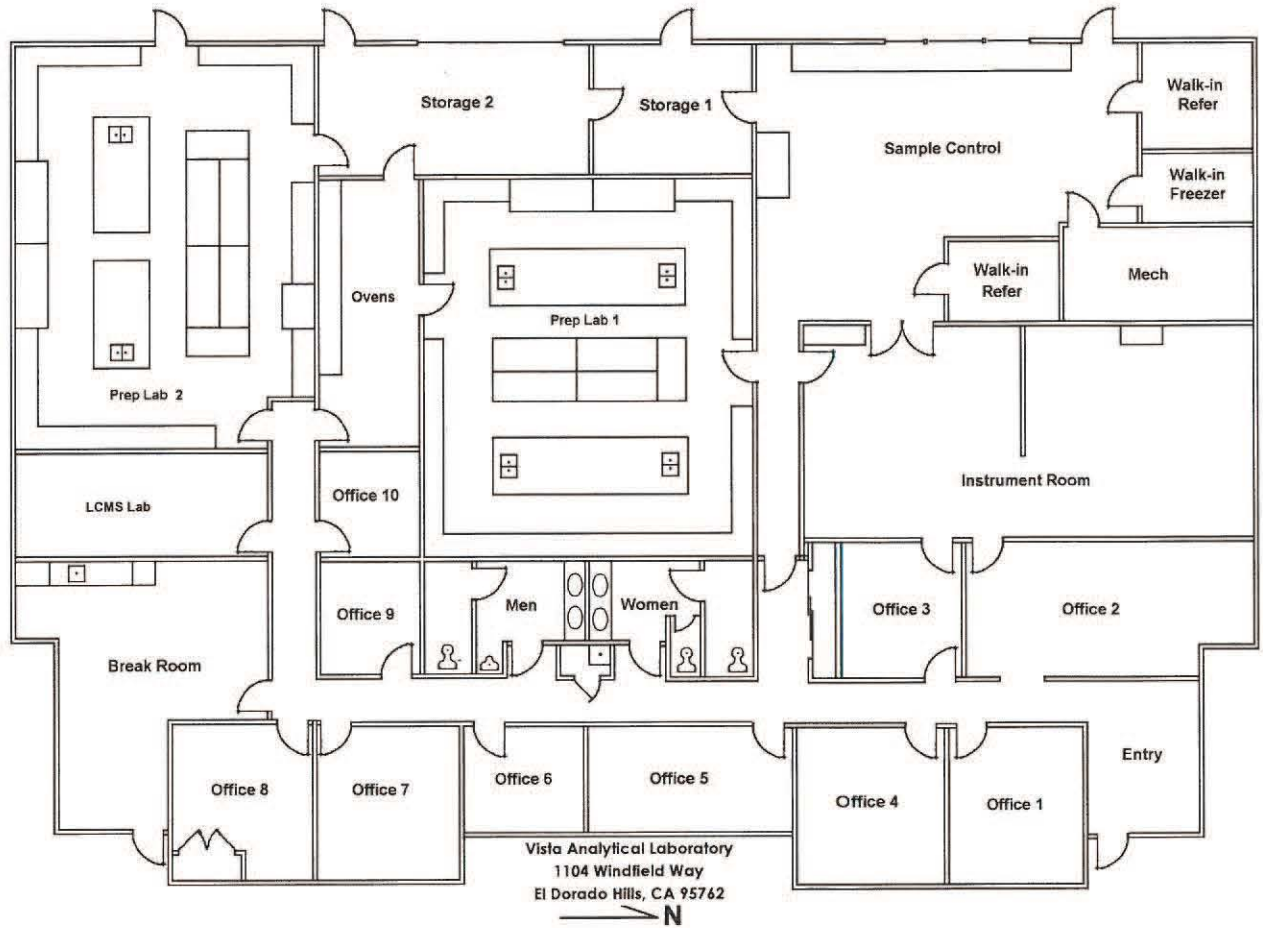 Storage 2
Storage 1
Walk-in
Refer
Sample Control
Walk-in
Freezer
Walk-in
Refer
Mech
Ovens
Prep Lab 1
Prep Lab 2
Instrument Room
LCMS Lab
Office 10
Office 9
Men
Women
Office 3
Office 2
Break Room
Office 8
Office 7
Office 6
Office 5
Office 4
Office 1
Entry
Vista Analytical Laboratory
1104 Windfield Way
El Dorado Hills, CA 95762
N